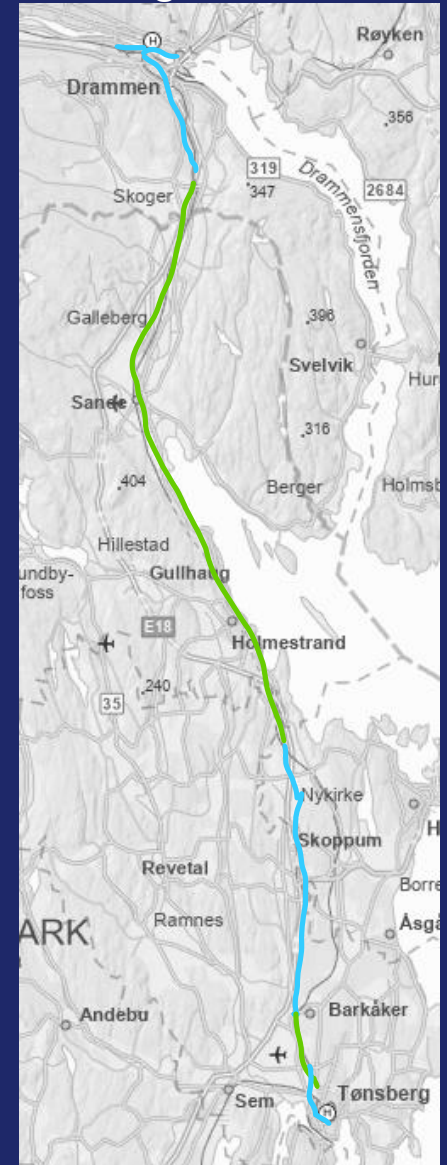 H
Røyken
Drammen
.356
319
.347
Drammensfjorden
2684
Skoger
Galleberg
.396
Svelvik
Hur
Sande
.316
.404
Berger
Holmsb
Hillestad
undby-
foss
Gullhaug
E18
Holmestrand
.240
35
Nykirke
H
Skoppum
Revetal
Borre
Ramnes
Åsgå
ARK
Andebu
Barkåker
Sem
Tønsberg
H